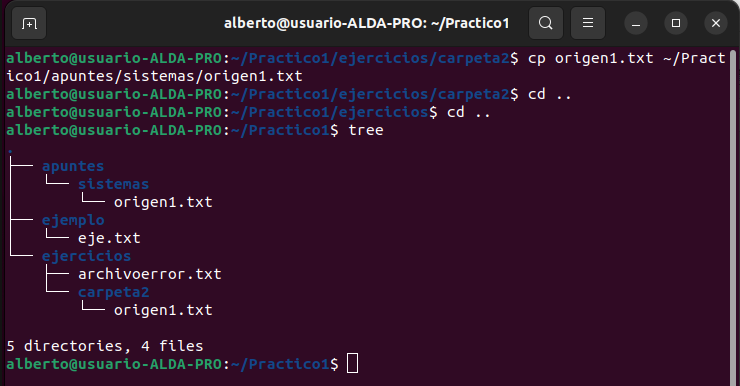 alberto@usuario-ALDA-PRO: ~/Practico1
alberto@usuario-ALDA-PRO:~/Practico1/ejercicios/carpeta2$ cp origen1.txt ~/Pract
ico1/apuntes/sistemas/origen1.txt
alberto@usuario-ALDA-PRO:~/Practico1/ejercicios/carpeta2$ cd ..
alberto@usuario-ALDA-PRO:~/Practico1/ejercicios$ cd ..
alberto@usuario-ALDA-PRO:~/Practico1$ tree
.
├── apuntes
│   └── sistemas
│       └── origen1.txt
├── ejemplo
│   └── eje.txt
└── ejercicios
    ├── archivoerror.txt
    └── carpeta2
        └── origen1.txt
5 directories, 4 files
alberto@usuario-ALDA-PRO:~/Practico1$